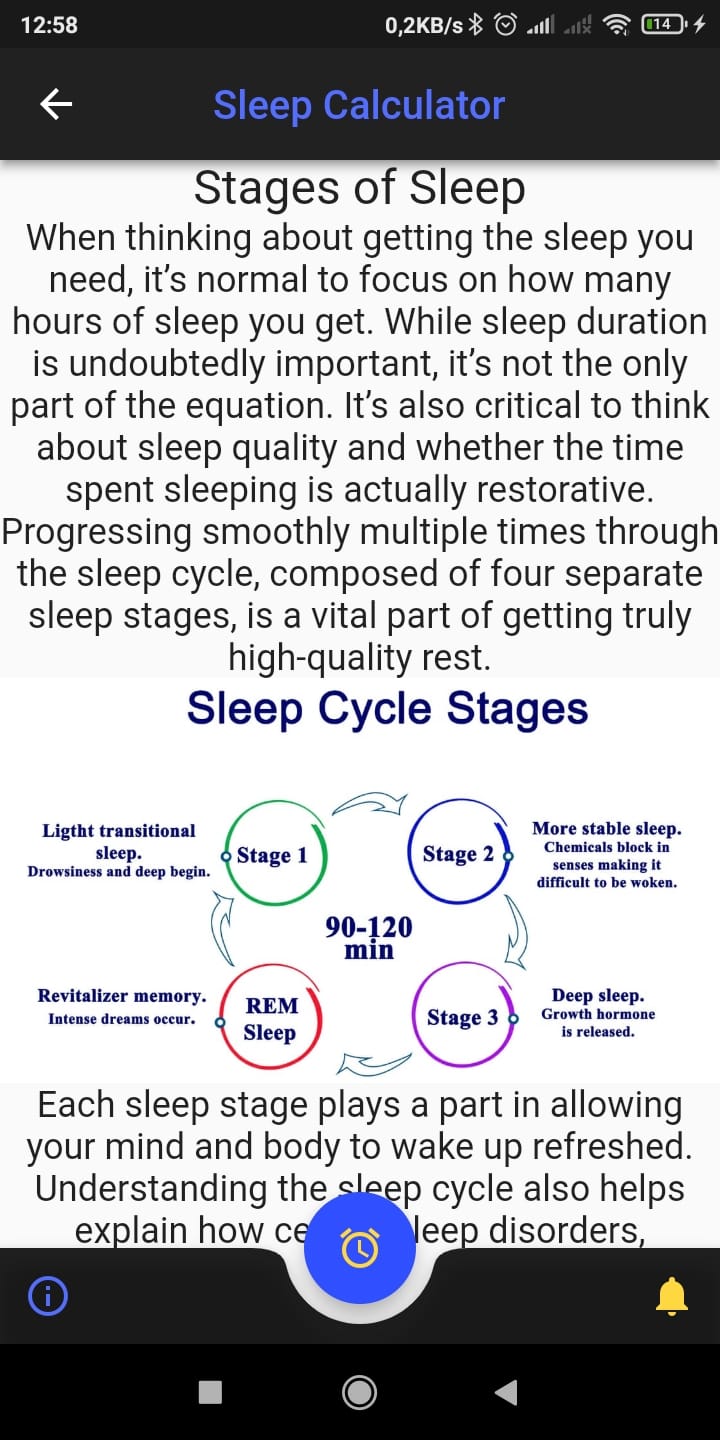 12:58
0,2KB/s
14
Sleep Calculator
Stages of Sleep
When thinking about getting the sleep you
need, it’s normal to focus on how many
hours of sleep you get. While sleep duration
is undoubtedly important, it’s not the only
part of the equation. It’s also critical to think
about sleep quality and whether the time
spent sleeping is actually restorative.
Progressing smoothly multiple times through
the sleep cycle, composed of four separate
sleep stages, is a vital part of getting truly
high-quality rest.
Sleep Cycle Stages
Ligtht transitional
sleep.
Drowsiness and deep begin.
Stage 1
Stage 2
More stable sleep.
Chemicals block in
senses making it
difficult to be woken.
90-120
min
Revitalizer memory.
Intense dreams occur.
REM
Sleep
Stage 3
Deep sleep.
Growth hormone
is released.
Each sleep stage plays a part in allowing
your mind and body to wake up refreshed.
Understanding the sleep cycle also helps
explain how ce leep disorders,